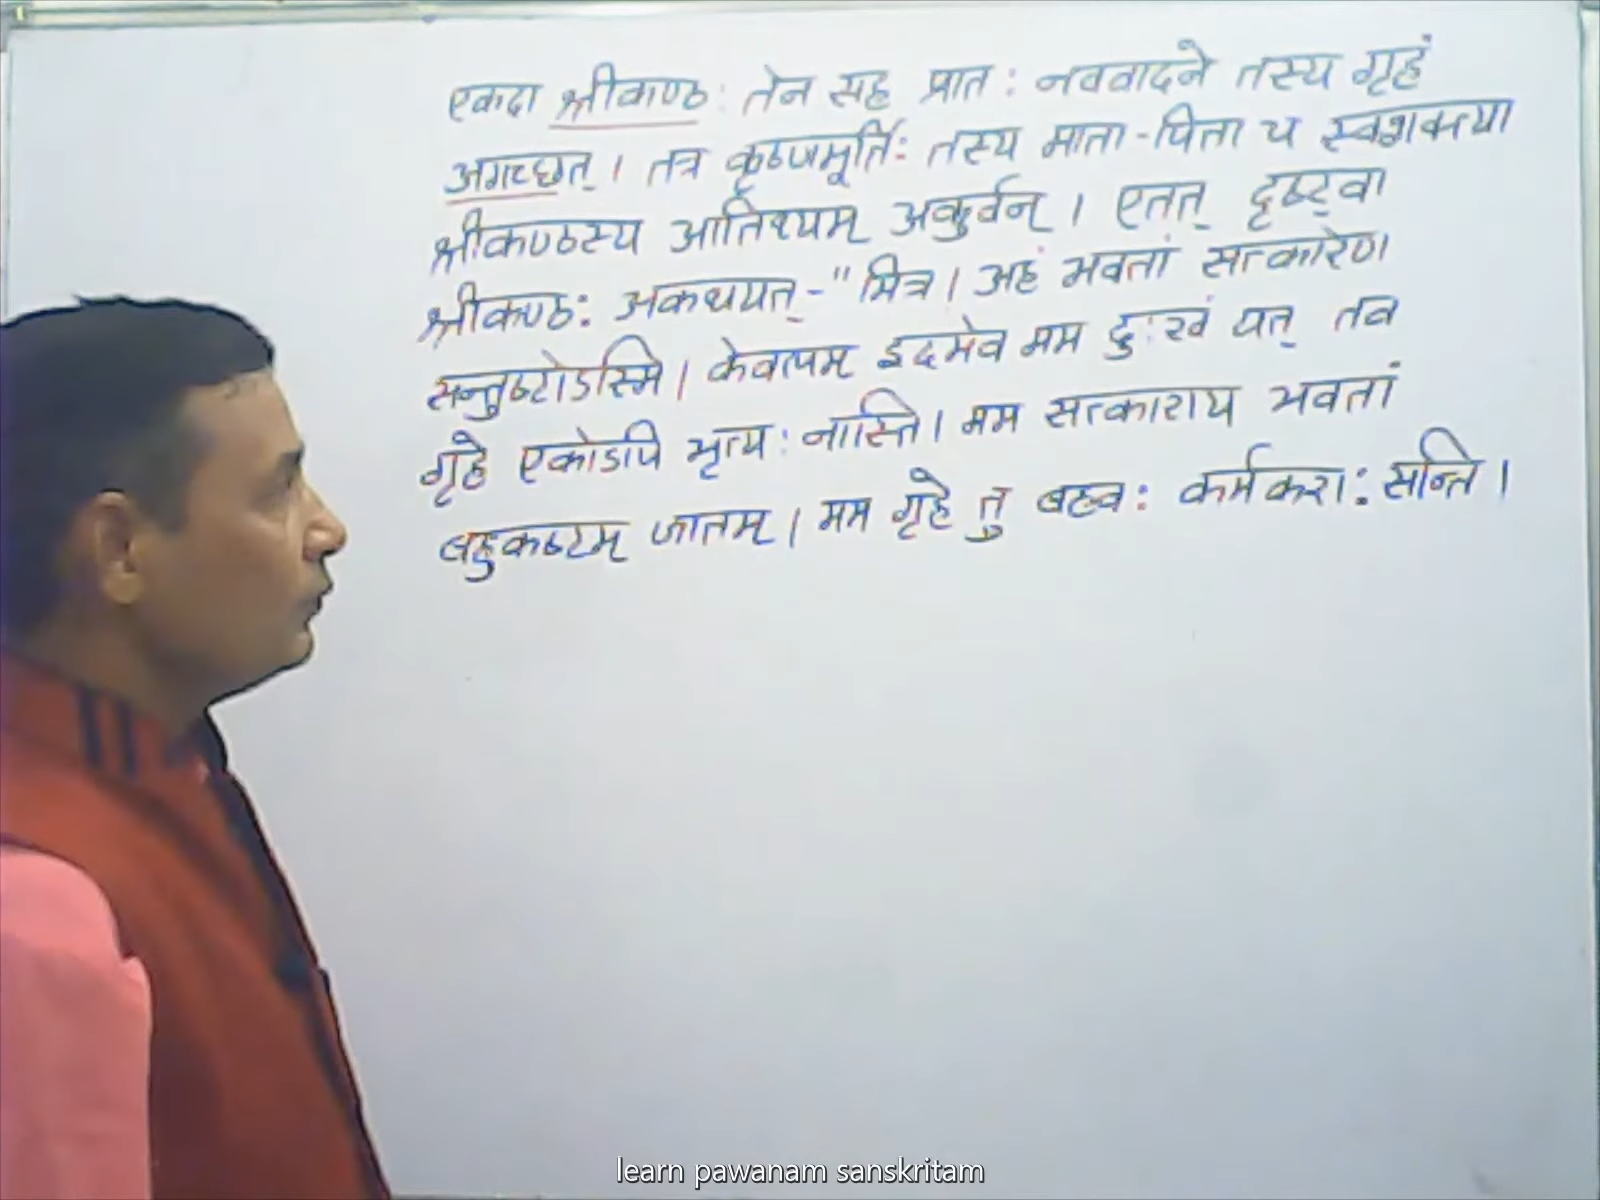 एकदा श्रीकण्ठः तेन सह प्रातः नववादने तस्य गृहं
अगच्छत् । तत्र कृष्णमूर्तिः तस्य माता-पिता च स्वशक्त्या
श्रीकण्ठस्य आतिथ्यम् अकुर्वन् । एतत् दृष्ट्वा
श्रीकण्ठः अकथयत्-"मित्र। अहं भवतां सत्कारेण
सन्तुष्टोऽस्मि । केवलम् इदमेव मम दुःखं यत् तव
गृहे एकोऽपि भृत्यः नास्ति । मम सत्काराय भवतां
बहुकष्टम् जातम् । मम गृहे तु बहवः कर्मकराः सन्ति ।
learn pawanam sanskritam